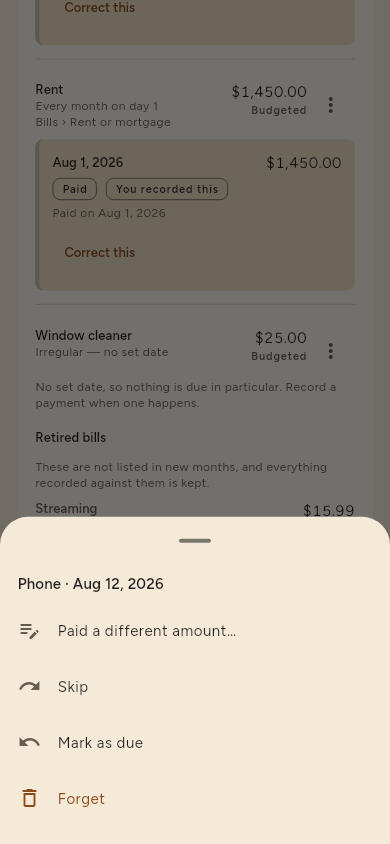 Correct this
Rent
$1,450.00
Every month on day 1
Budgeted
Bills › Rent or mortgage
Aug 1, 2026
$1,450.00
Paid
You recorded this
Paid on Aug 1, 2026
Correct this
Window cleaner
$25.00
Irregular — no set date
Budgeted
No set date, so nothing is due in particular. Record a
payment when one happens.
Retired bills
These are not listed in new months, and everything
recorded against them is kept.
Streaming
$15.99
Phone · Aug 12, 2026
Paid a different amount...
Skip
Mark as due
Forget